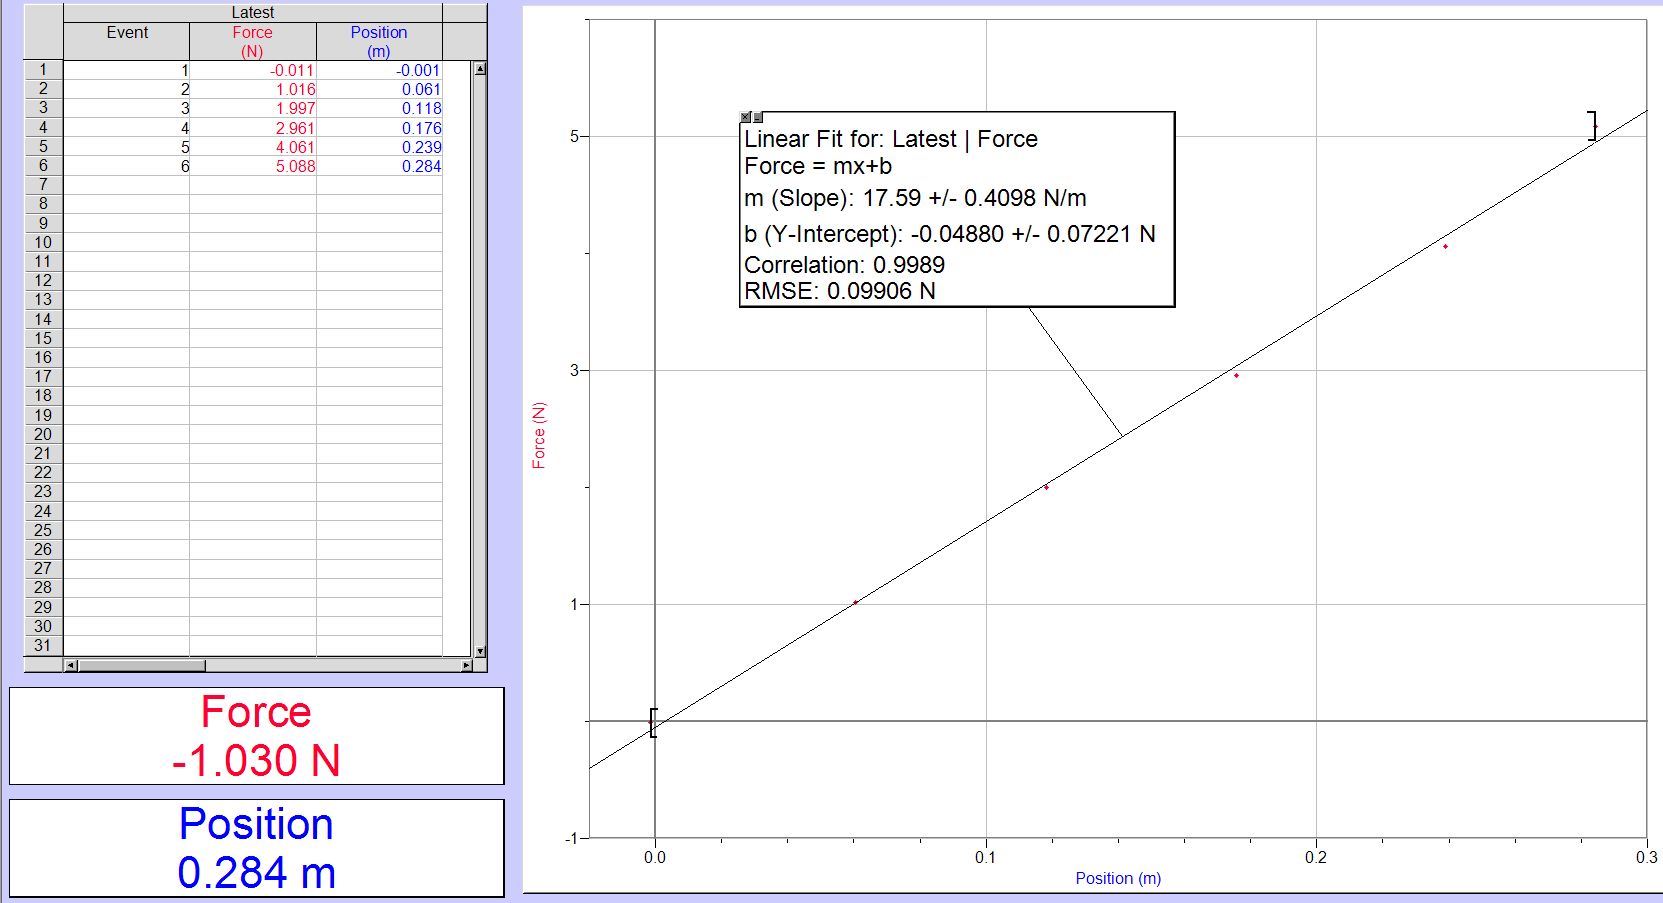 Latest
Event Force Position
(N) (m)
1 1 -0.011 -0.001
2 2 1.016 0.061
3 3 1.997 0.118
4 4 2.961 0.176
5 5 4.061 0.239
6 6 5.088 0.284
7
8
9
10
11
12
13
14
15
16
17
18
19
20
21
22
23
24
25
26
27
28
29
30
31
Force
-1.030 N
Position
0.284 m
Linear Fit for: Latest | Force
Force = mx+b
m (Slope): 17.59 +/- 0.4098 N/m
b (Y-Intercept): -0.04880 +/- 0.07221 N
Correlation: 0.9989
RMSE: 0.09906 N
Force (N)
5
3
1
-1
0.0 0.1 0.2 0.3
Position (m)